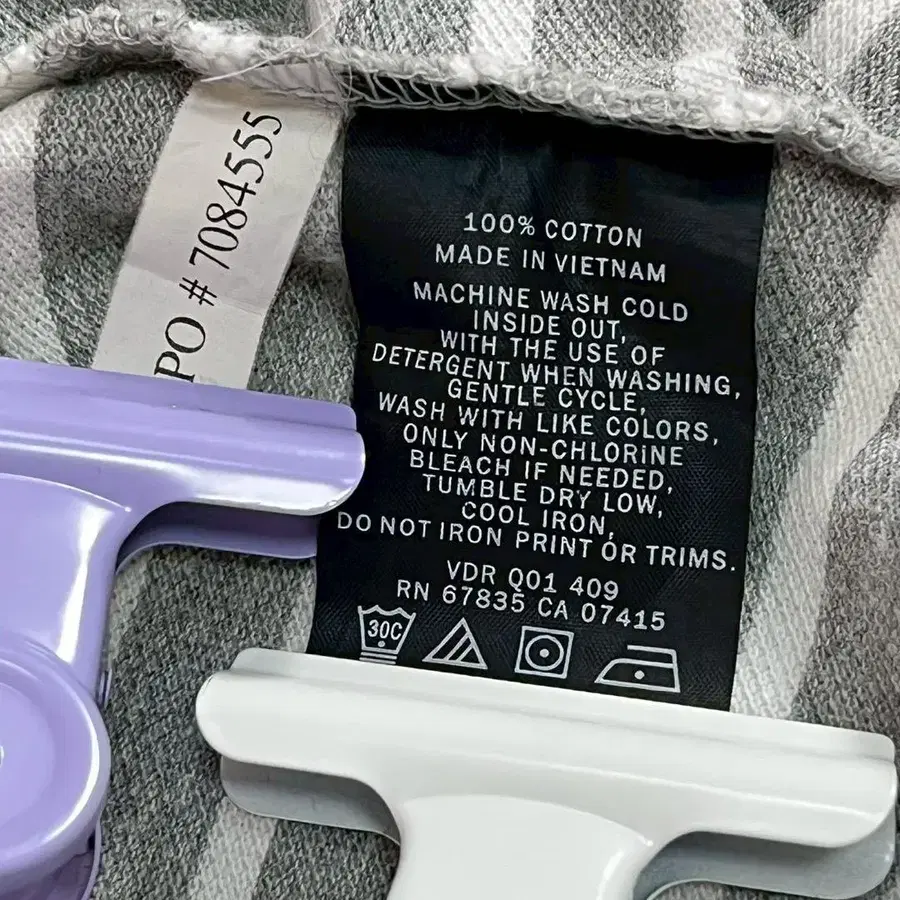 PO # 7084555
100% COTTON
MADE IN VIETNAM
MACHINE WASH COLD
INSIDE OUT,
WITH THE USE OF
DETERGENT WHEN WASHING,
GENTLE CYCLE,
WASH WITH LIKE COLORS,
ONLY NON-CHLORiNE
BLEACH IF NEEDED,
TUMBLE DRY LOW,
COOL IRON,
DO NOT IRON PRINT OR TRIMS.
VDR Q01 409
RN 67835 CA 07415
30C